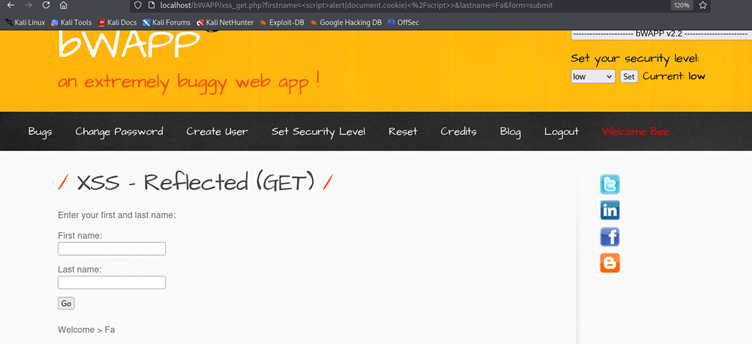 localhost/bWAPP/xss_get.php?firstname=<script>alert(document.cookie)<%2Fscript>>&lastname=Fa&form=submit
120%
Kali Linux Kali Tools Kali Docs Kali Forums Kali NetHunter Exploit-DB Google Hacking DB OffSec
bWAPP
an extremely buggy web app !
---------------------- bWAPP v2.2 ----------------------
Set your security level:
low Set Current: low
Bugs Change Password Create User Set Security Level Reset Credits Blog Logout Welcome Bee
/ XSS - Reflected (GET) /
Enter your first and last name:
First name:
Last name:
Go
Welcome > Fa